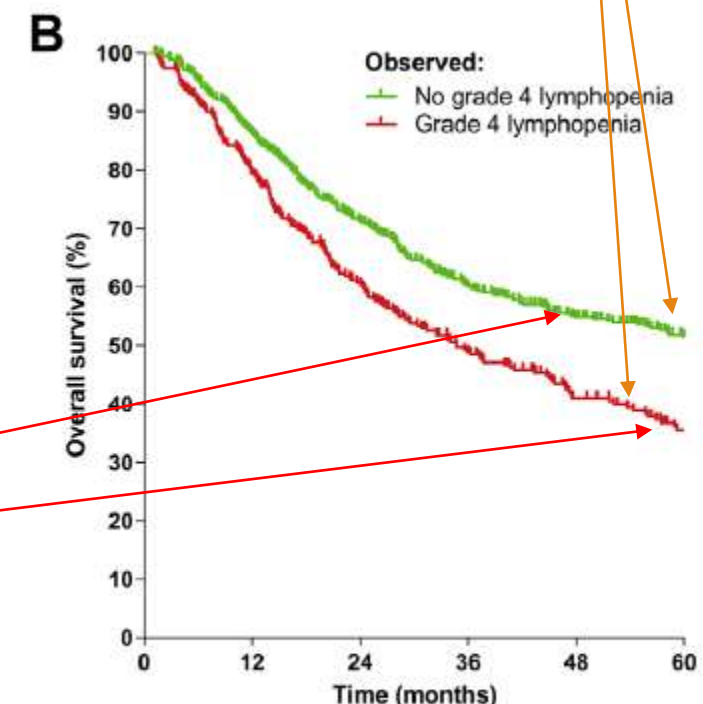 B
Observed:
No grade 4 lymphopenia
Grade 4 lymphopenia
Overall survival (%)
100
90
80
70
60
50
40
30
20
10
0
0 12 24 36 48 60
Time (months)